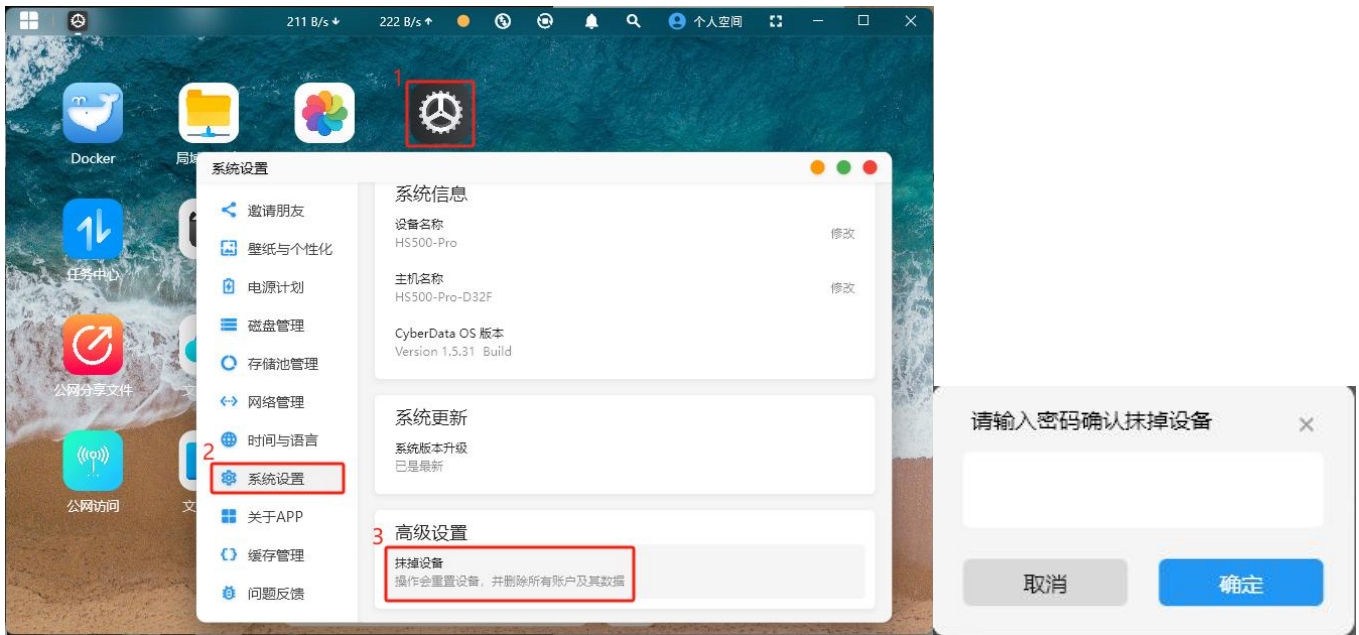 211 B/s
222 B/s
个人空间
1
Docker
局域
系统设置
任务中心
公网分享文件
文
公网访问
文
邀请朋友
壁纸与个性化
电源计划
磁盘管理
存储池管理
网络管理
时间与语言
2
系统设置
关于APP
缓存管理
问题反馈
系统信息
设备名称
HS500-Pro
修改
主机名称
HS500-Pro-D32F
修改
CyberData OS 版本
Version 1.5.31 Build
系统更新
系统版本升级
已是最新
3
高级设置
抹掉设备
操作会重置设备,并删除所有账户及其数据
请输入密码确认抹掉设备
取消
确定